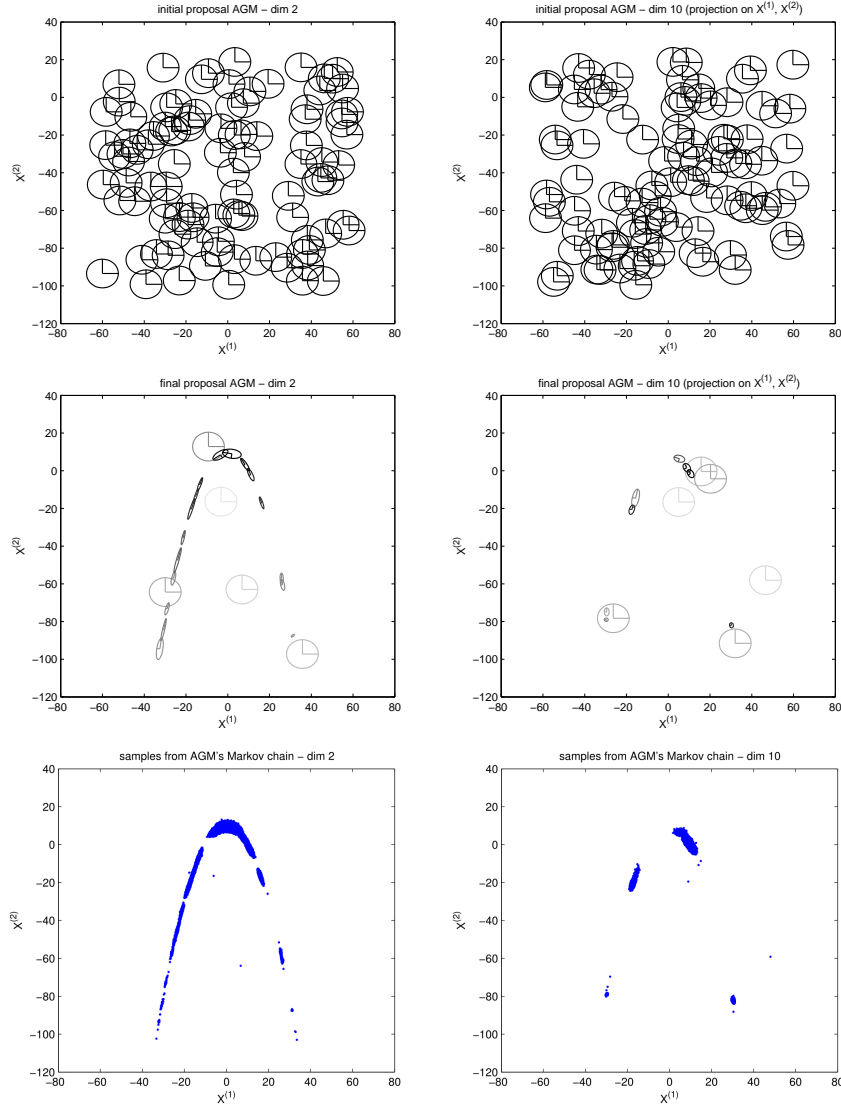 initial proposal AGM – dim 2
40
20
0
−20
−40
−60
−80
−100
−120
−80 −60 −40 −20 0 20 40 60 80
X(1)
X(2)
initial proposal AGM – dim 10 (projection on X(1), X(2))
40
20
0
−20
−40
−60
−80
−100
−120
−80 −60 −40 −20 0 20 40 60 80
X(1)
X(2)
final proposal AGM – dim 2
40
20
0
−20
−40
−60
−80
−100
−120
−80 −60 −40 −20 0 20 40 60 80
X(1)
X(2)
final proposal AGM – dim 10 (projection on X(1), X(2))
40
20
0
−20
−40
−60
−80
−100
−120
−80 −60 −40 −20 0 20 40 60 80
X(1)
X(2)
samples from AGM's Markov chain – dim 2
40
20
0
−20
−40
−60
−80
−100
−120
−80 −60 −40 −20 0 20 40 60 80
X(1)
X(2)
samples from AGM's Markov chain – dim 10
40
20
0
−20
−40
−60
−80
−100
−120
−80 −60 −40 −20 0 20 40 60 80
X(1)
X(2)